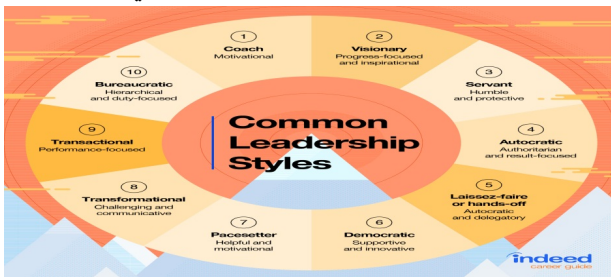 Common
Leadership
Styles
1
Coach
Motivational
2
Visionary
Progress-focused
and inspirational
3
Servant
Humble
and protective
4
Autocratic
Authoritarian
and result-focused
5
Laissez-faire
or hands-off
Autocratic
and delegatory
6
Democratic
Supportive
and innovative
7
Pacesetter
Helpful and
motivational
8
Transformational
Challenging and
communicative
9
Transactional
Performance-focused
10
Bureaucratic
Hierarchical
and duty-focused
indeed
career guide